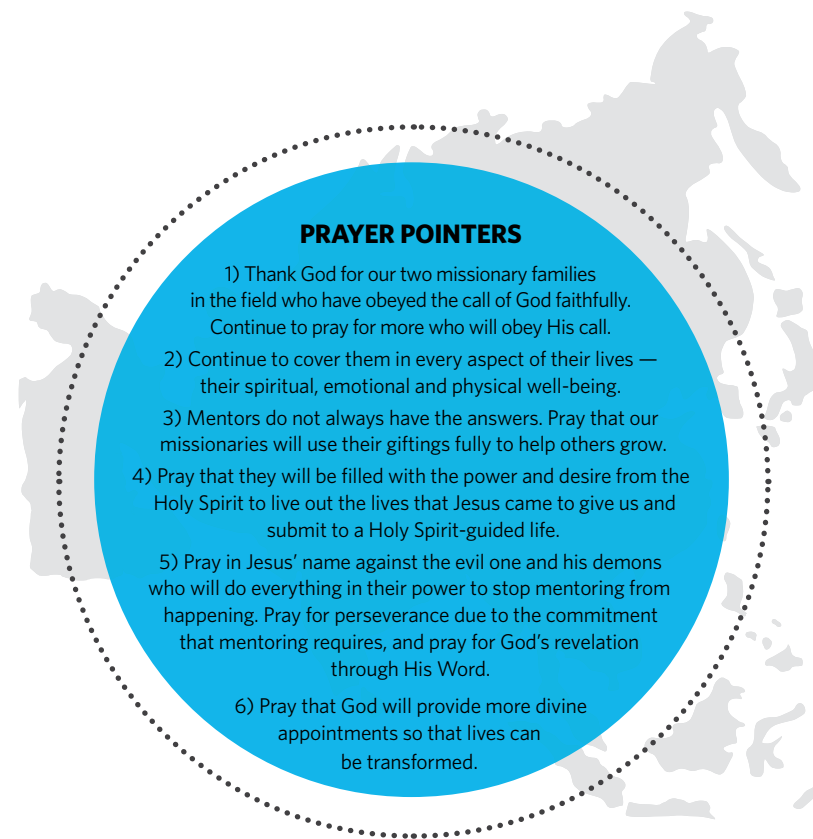 PRAYER POINTERS
1) Thank God for our two missionary families
in the field who have obeyed the call of God faithfully.
Continue to pray for more who will obey His call.
2) Continue to cover them in every aspect of their lives —
their spiritual, emotional and physical well-being.
3) Mentors do not always have the answers. Pray that our
missionaries will use their giftings fully to help others grow.
4) Pray that they will be filled with the power and desire from the
Holy Spirit to live out the lives that Jesus came to give us and
submit to a Holy Spirit-guided life.
5) Pray in Jesus’ name against the evil one and his demons
who will do everything in their power to stop mentoring from
happening. Pray for perseverance due to the commitment
that mentoring requires, and pray for God’s revelation
through His Word.
6) Pray that God will provide more divine
appointments so that lives can
be transformed.